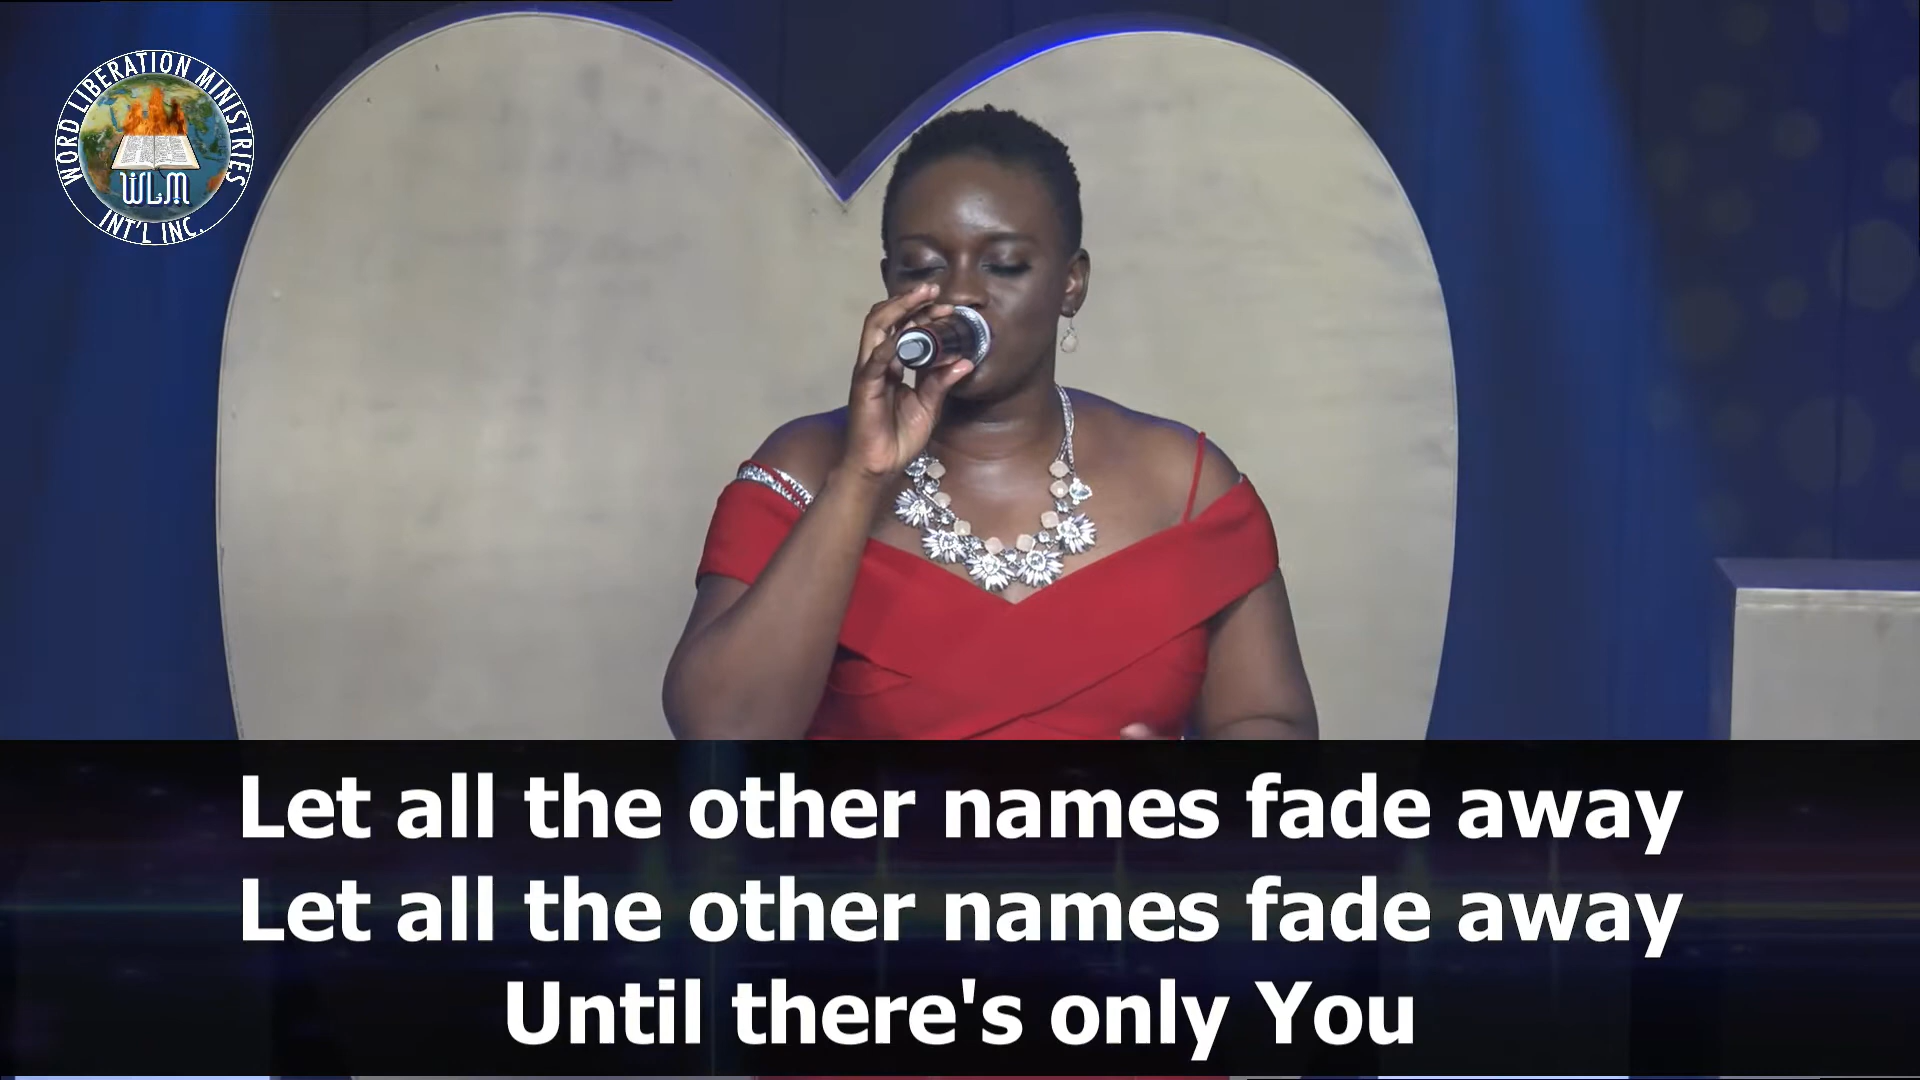 WORD LIBERATION MINISTRIES
WLM
INT'L INC.
Let all the other names fade away
Let all the other names fade away
Until there's only You